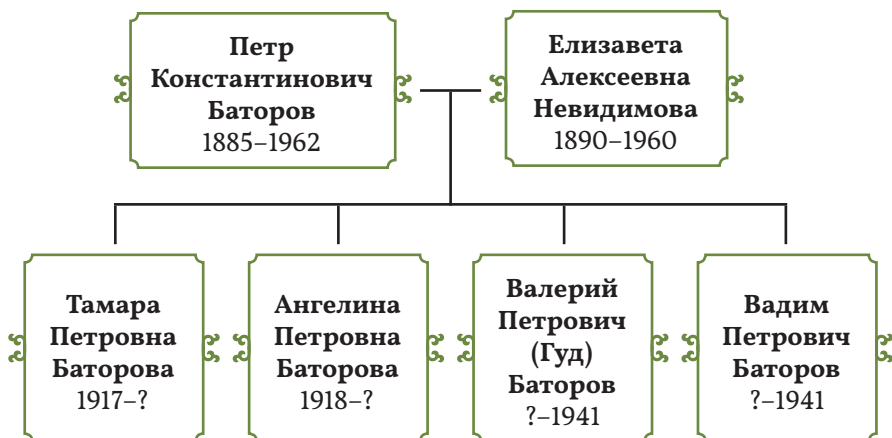 Петр
Константинович
Баторов
1885–1962
Елизавета
Алексеевна
Невидимова
1890–1960
Тамара
Петровна
Баторова
1917–?
Ангелина
Петровна
Баторова
1918–?
Валерий
Петрович
(Гуд)
Баторов
?–1941
Вадим
Петрович
Баторов
?–1941